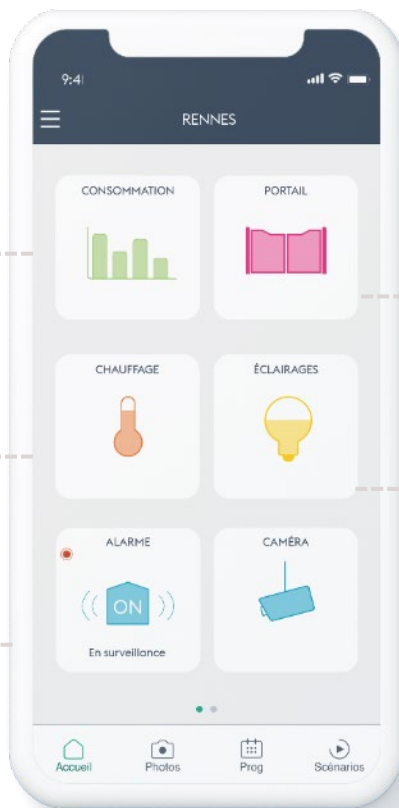 9:41
RENNES
CONSOMMATION
PORTAIL
CHAUFFAGE
ÉCLAIRAGES
ALARME
CAMÉRA
ON
En surveillance
Accueil
Photos
Prog
Scénarios